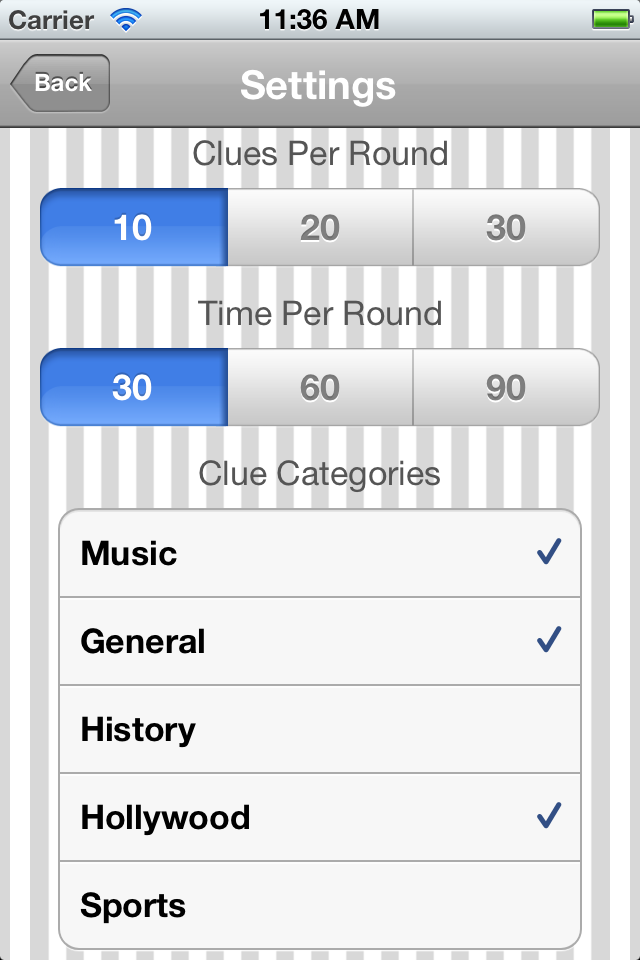 Carrier 11:36 AM
Back Settings
Clues Per Round
10 20 30
Time Per Round
30 60 90
Clue Categories
Music
General
History
Hollywood
Sports